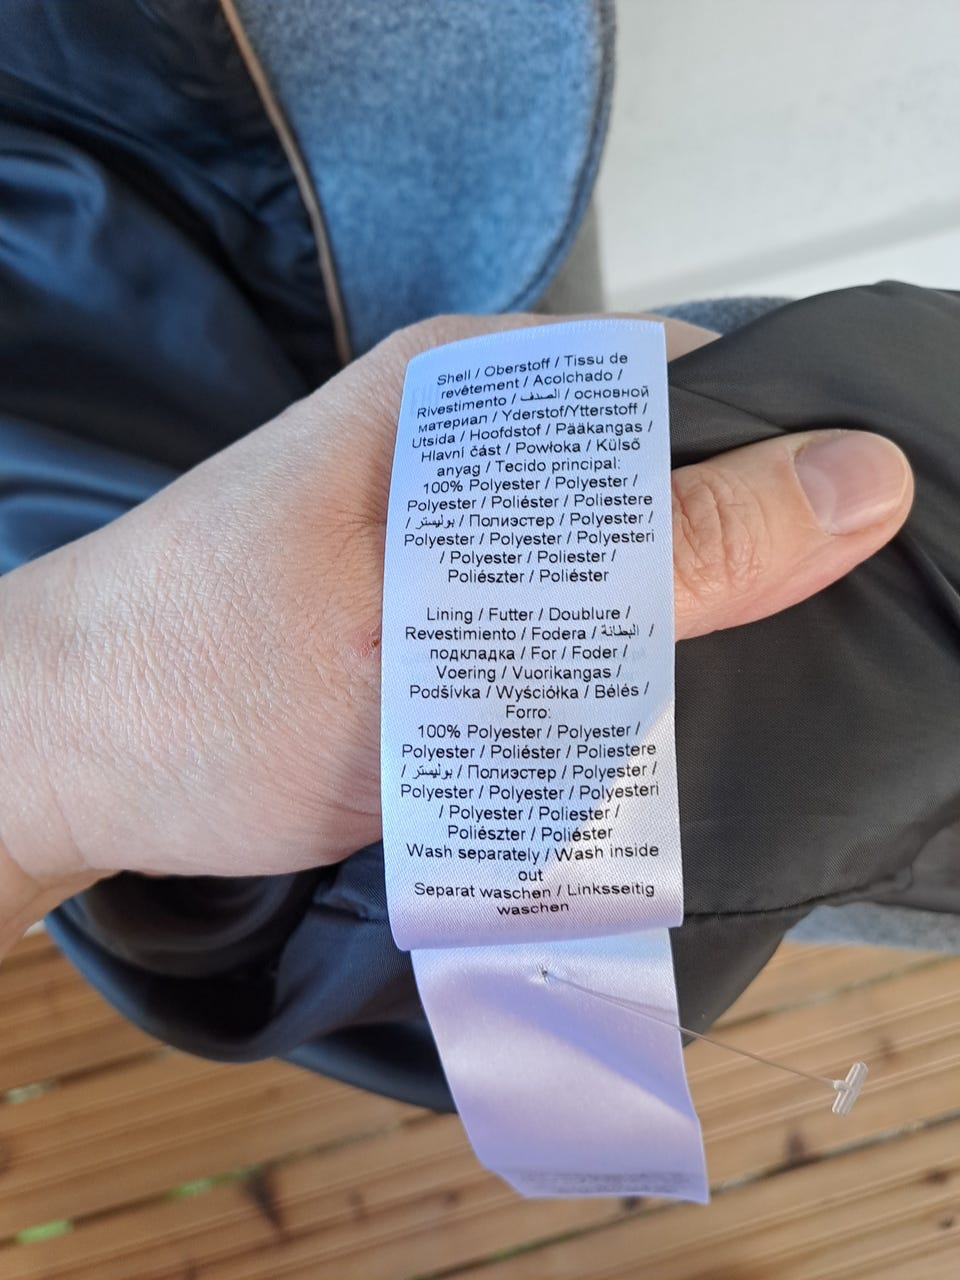 Shell / Oberstoff / Tissu de
revêtement / Acolchado /
Rivestimento / الصدف / основной
материал / Yderstof/Ytterstoff /
Utsida / Hoofdstof / Pääkangas /
Hlavní část / Powłoka / Külső
anyag / Tecido principal:
100% Polyester / Polyester /
Polyester / Poliéster / Poliestere
/ بوليستر / Полиэстер / Polyester /
Polyester / Polyester / Polyesteri
/ Polyester / Poliester /
Poliészter / Poliéster
Lining / Futter / Doublure /
Revestimiento / Fodera / البطانة /
подкладка / For / Foder /
Voering / Vuorikangas /
Podšívka / Wyściółka / Bélés /
Forro:
100% Polyester / Polyester /
Polyester / Poliéster / Poliestere
/ بوليستر / Полиэстер / Polyester /
Polyester / Polyester / Polyesteri
/ Polyester / Poliester /
Poliészter / Poliéster
Wash separately / Wash inside
out
Separat waschen / Linksseitig
waschen